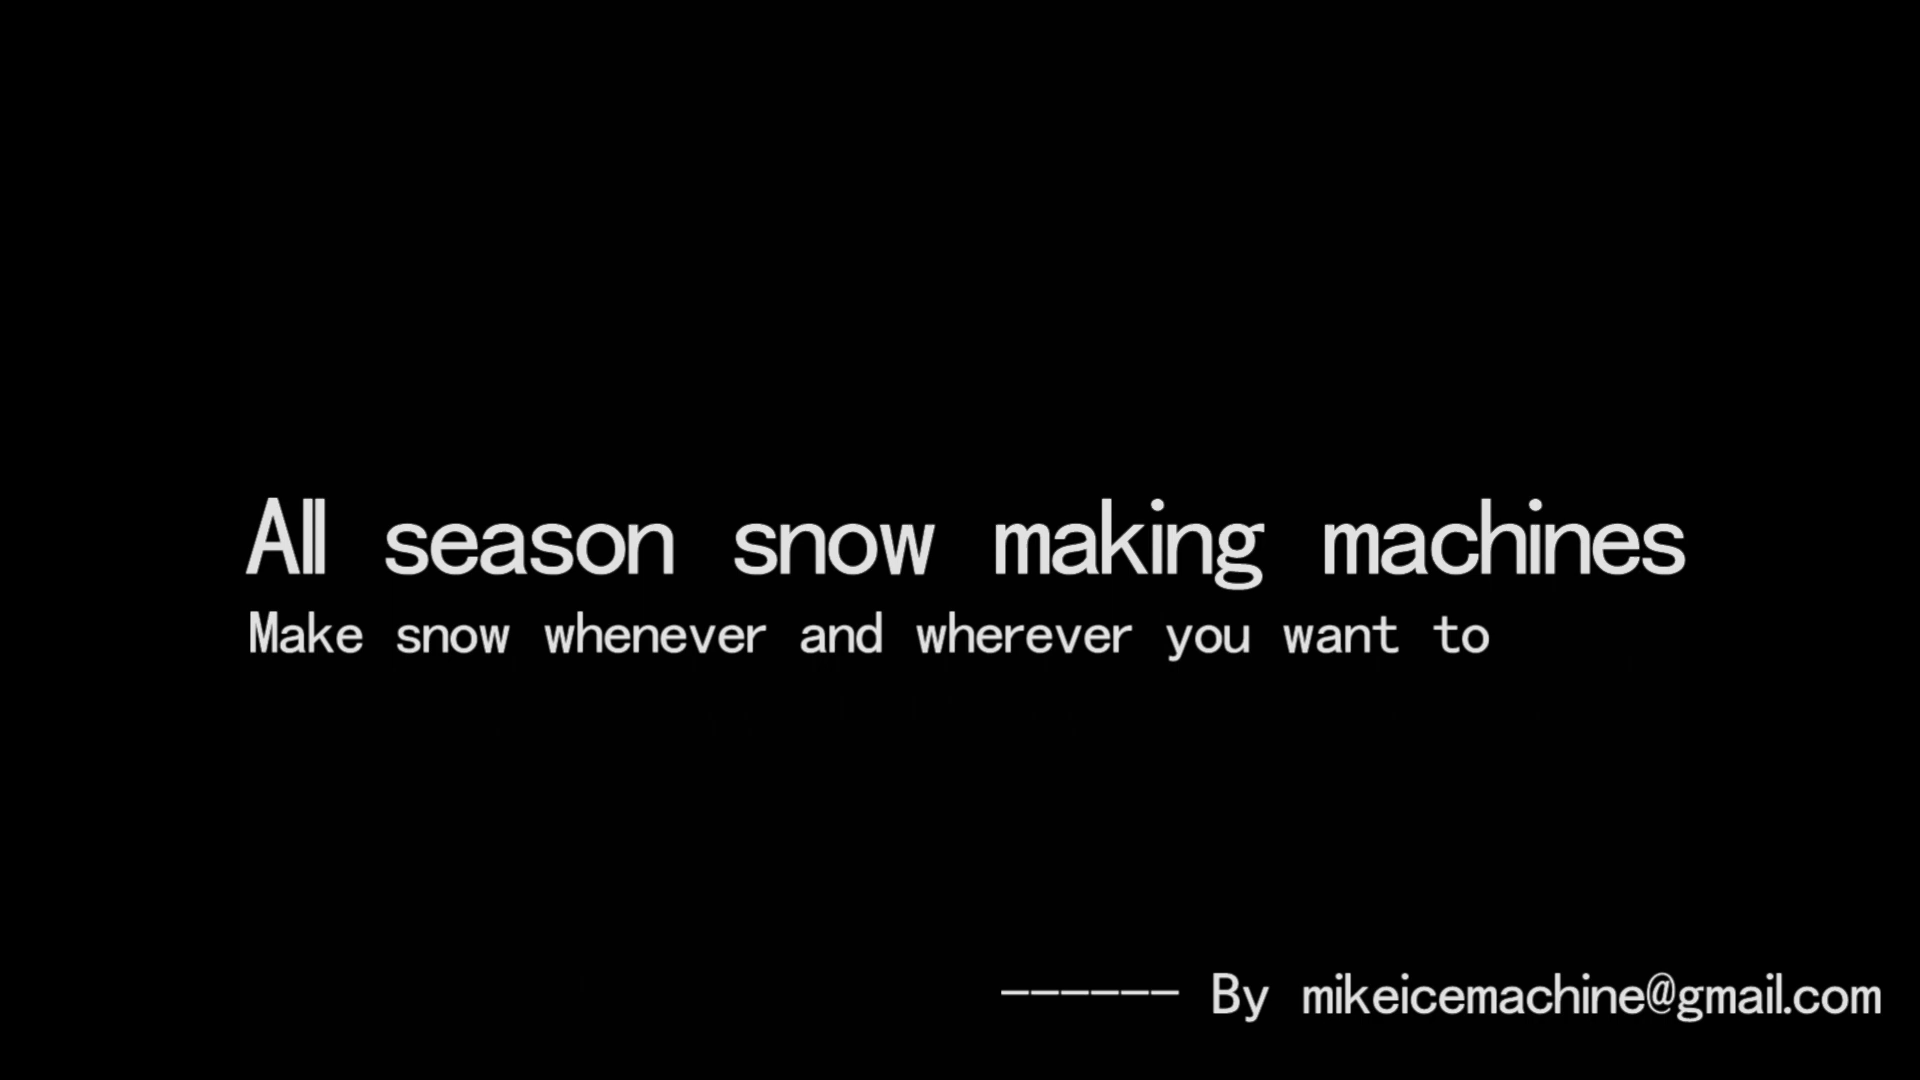 All season snow making machines
Make snow whenever and wherever you want to
------ By mikeicemachine@gmail.com